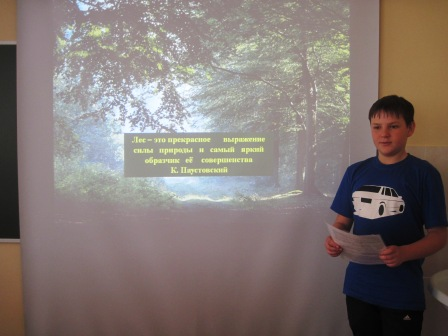 Лес – это прекрасное выражение
силы природы и самый яркий
образчик её совершенства
К. Паустовский